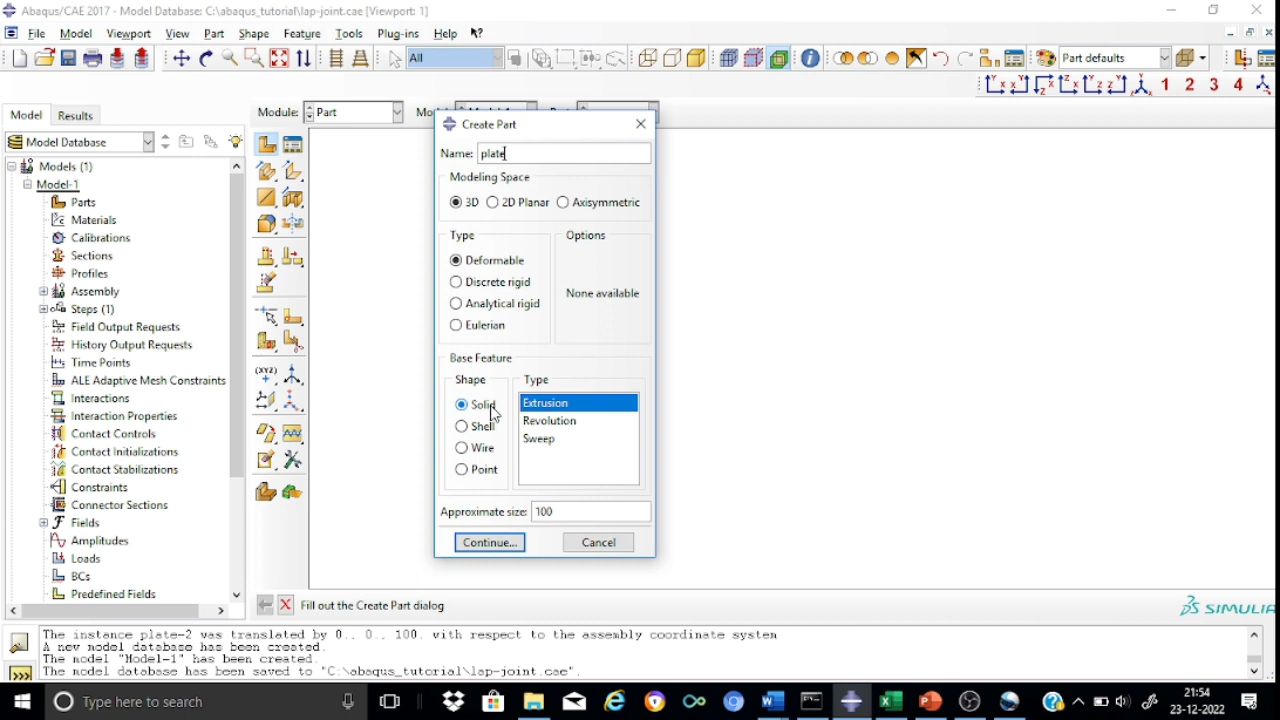 Abaqus/CAE 2017 - Model Database: C:\abaqus_tutorial\lap-joint.cae [Viewport: 1]
File Model Viewport View Part Shape Feature Tools Plug-ins Help
All Part defaults
1 2 3 4
Model Results
Module: Part
Model Database
Models (1)
Model-1
Parts
Materials
Calibrations
Sections
Profiles
Assembly
Steps (1)
Field Output Requests
History Output Requests
Time Points
ALE Adaptive Mesh Constraints
Interactions
Interaction Properties
Contact Controls
Contact Initializations
Contact Stabilizations
Constraints
Connector Sections
Fields
Amplitudes
Loads
BCs
Predefined Fields
(XYZ)
Create Part
Name: plate
Modeling Space
3D 2D Planar Axisymmetric
Type
Deformable
Discrete rigid
Analytical rigid
Eulerian
Options
None available
Base Feature
Shape
Solid
Shell
Wire
Point
Type
Extrusion
Revolution
Sweep
Approximate size: 100
Continue... Cancel
Fill out the Create Part dialog
SIMULIA
The instance plate-2 was translated by 0., 0., 100. with respect to the assembly coordinate system
A new model database has been created.
The model "Model-1" has been created.
The model database has been saved to "C:\abaqus_tutorial\lap-joint.cae".
>>>
Type here to search
21:54
23-12-2022